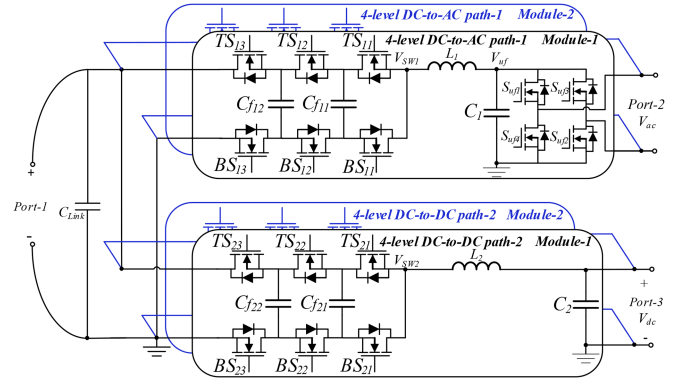 4-level DC-to-AC path-1 Module-2
4-level DC-to-AC path-1 Module-1
TS13 TS12 TS11
VSW1 L1 Vuf
Cf12 Cf11
C1
Suf1 Suf3
Suf4 Suf2
Port-2
Vac
BS13 BS12 BS11
+
Port-1
CLink
-
4-level DC-to-DC path-2 Module-2
4-level DC-to-DC path-2 Module-1
TS23 TS22 TS21
VSW2 L2
Cf22 Cf21
C2
+
Port-3
Vdc
-
BS23 BS22 BS21